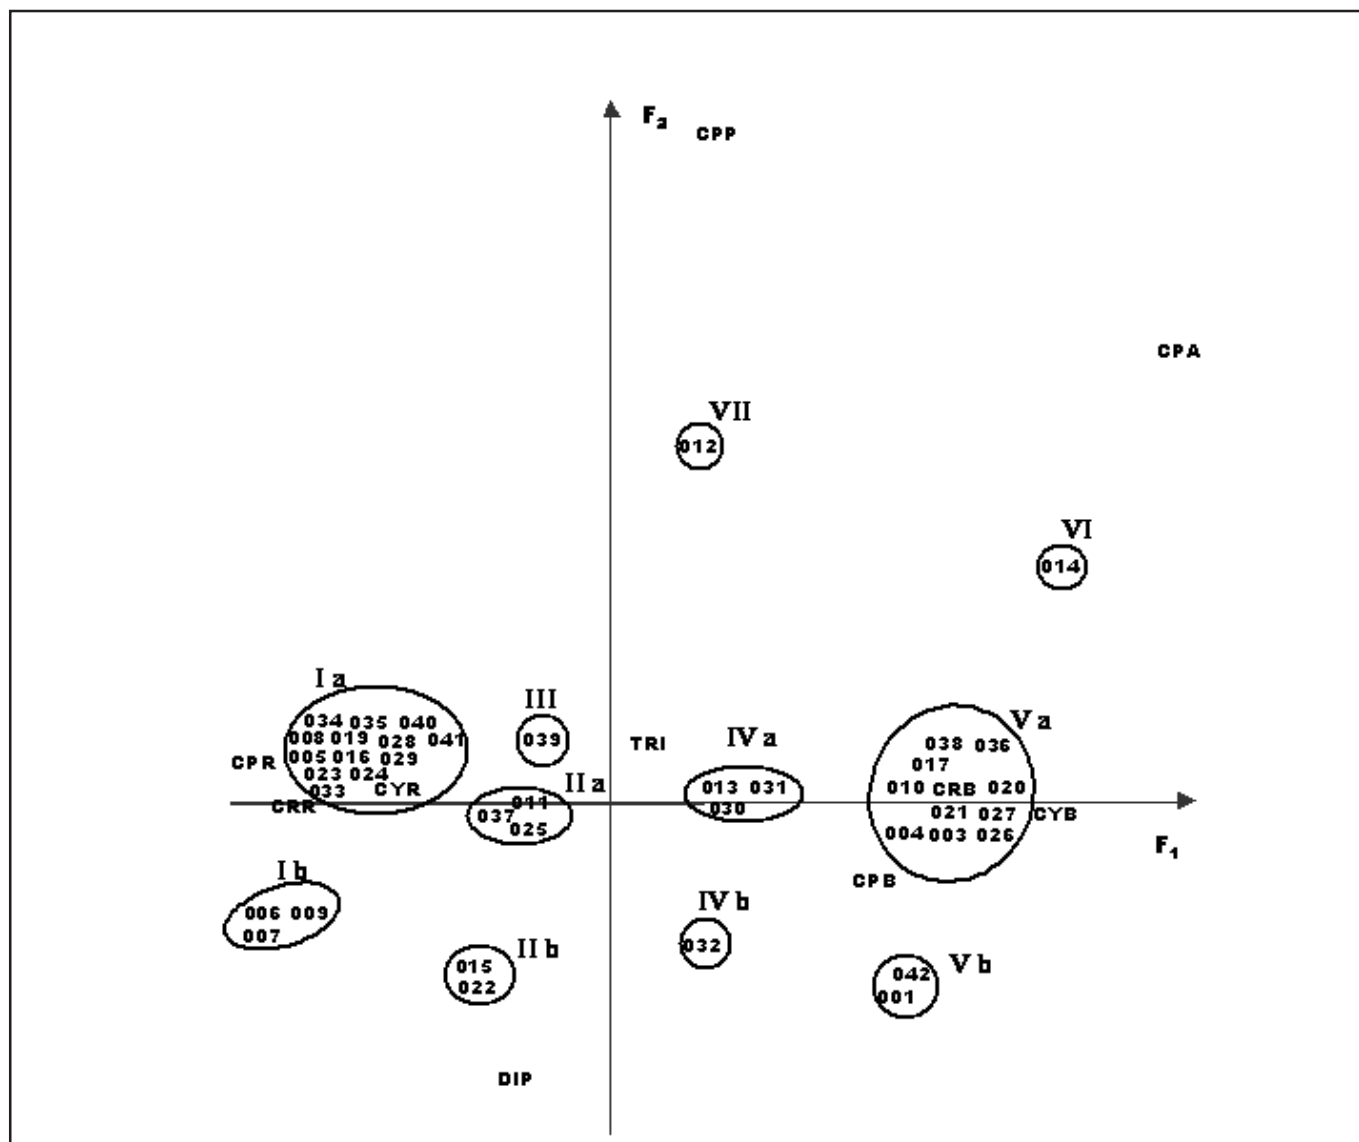 F2
CPP
CPA
VII
012
VI
014
I a
034 035 040
008 019 028 041
005 016 029
023 024
033 CYR
CPR
CRR
III
039
TRI
II a
011
037
025
IV a
013 031
030
V a
038 036
017
010 CRB 020
021 027
004 003 026
CYB
F1
CPB
I b
006 009
007
II b
015
022
IV b
032
V b
042
001
DIP